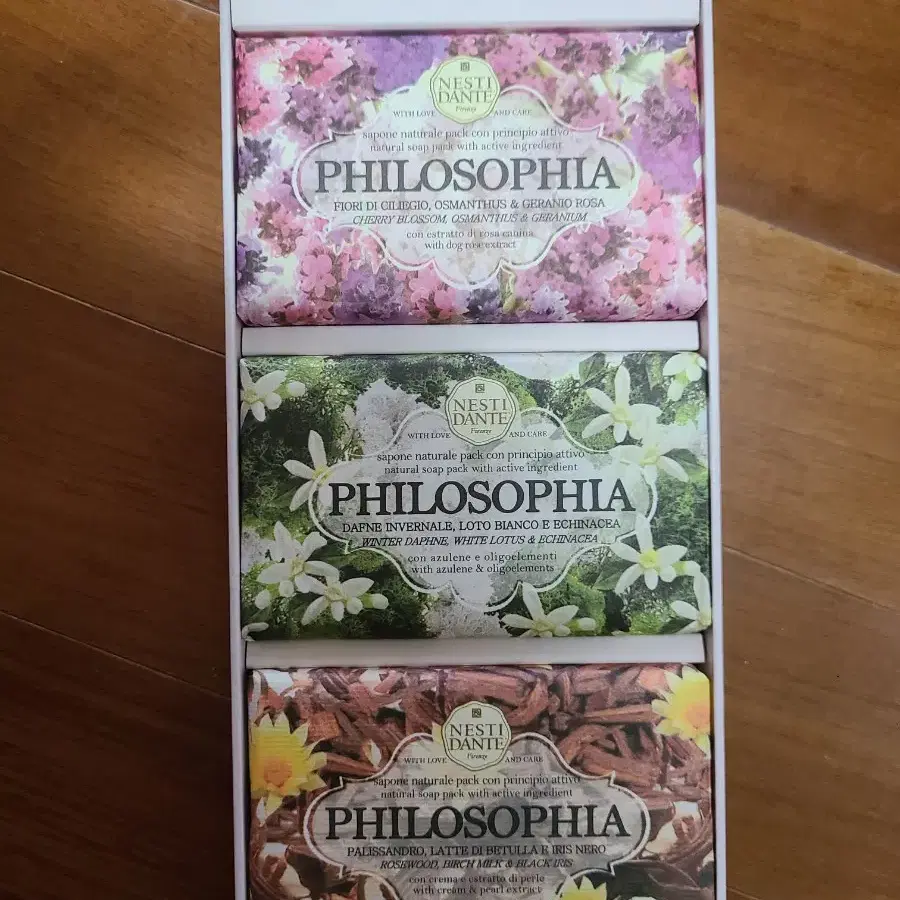 NESTI
DANTE
Firenze
WITH LOVE AND CARE
sapone naturale pack con principio attivo
natural soap pack with active ingredient
PHILOSOPHIA
FIORI DI CILIEGIO, OSMANTHUS & GERANIO ROSA
CHERRY BLOSSOM, OSMANTHUS & GERANIUM
con estratto di rosa canina
with dog rose extract
NESTI
DANTE
Firenze
WITH LOVE AND CARE
sapone naturale pack con principio attivo
natural soap pack with active ingredient
PHILOSOPHIA
DAFNE INVERNALE, LOTO BIANCO E ECHINACEA
WINTER DAPHNE, WHITE LOTUS & ECHINACEA
con azulene e oligoelementi
with azulene & oligoelements
NESTI
DANTE
Firenze
WITH LOVE AND CARE
sapone naturale pack con principio attivo
natural soap pack with active ingredient
PHILOSOPHIA
PALISSANDRO, LATTE DI BETULLA E IRIS NERO
ROSEWOOD, BIRCH MILK & BLACK IRIS
con crema e estratto di perle
with cream & pearl extract